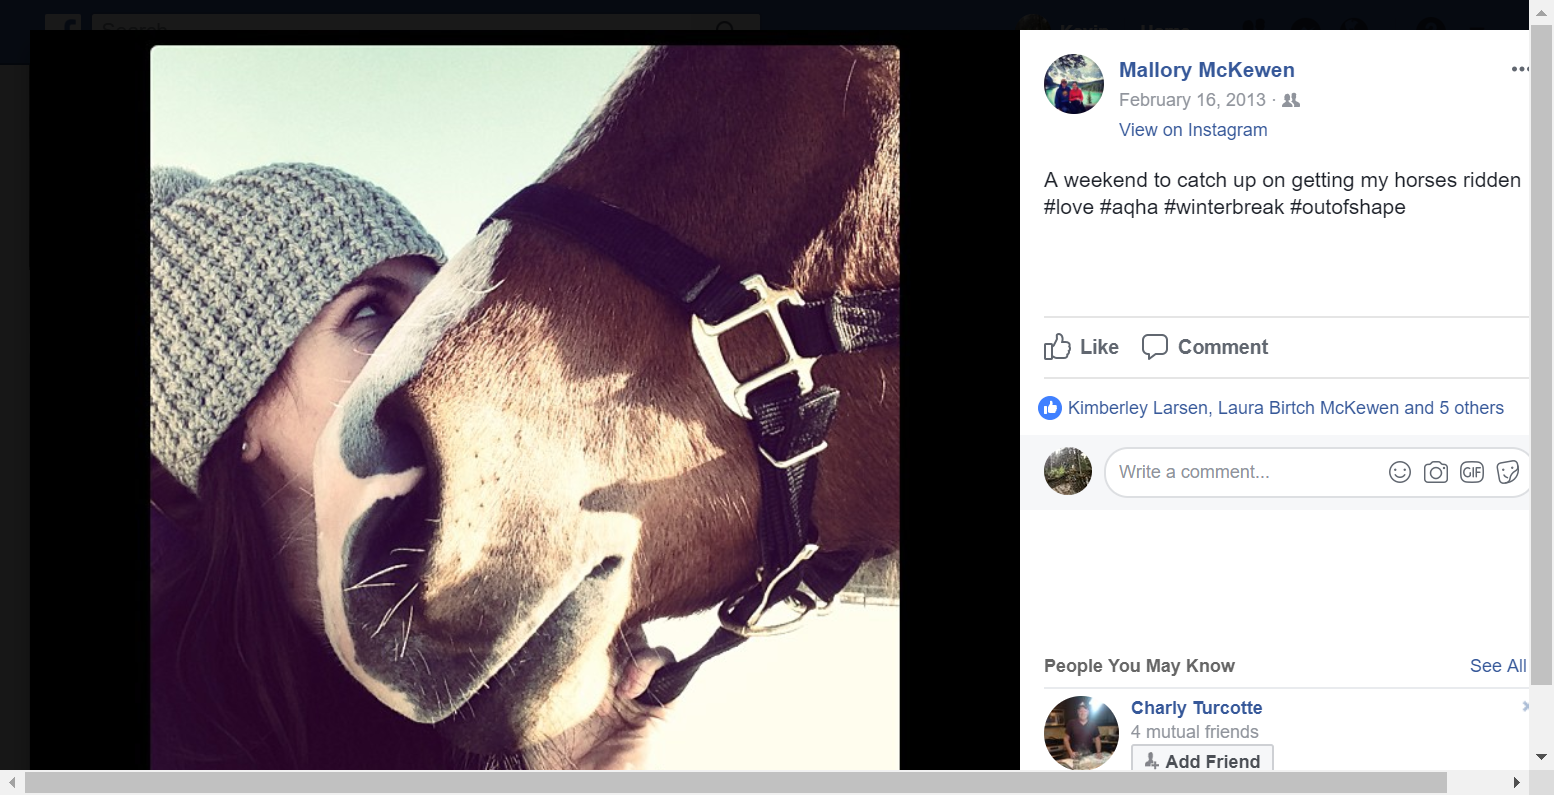 Search
Mallory McKewen
February 16, 2013 ·
View on Instagram
A weekend to catch up on getting my horses ridden
#love #aqha #winterbreak #outofshape
Like Comment
Kimberley Larsen, Laura Birtch McKewen and 5 others
Write a comment...
GIF
People You May Know See All
Charly Turcotte
4 mutual friends
Add Friend